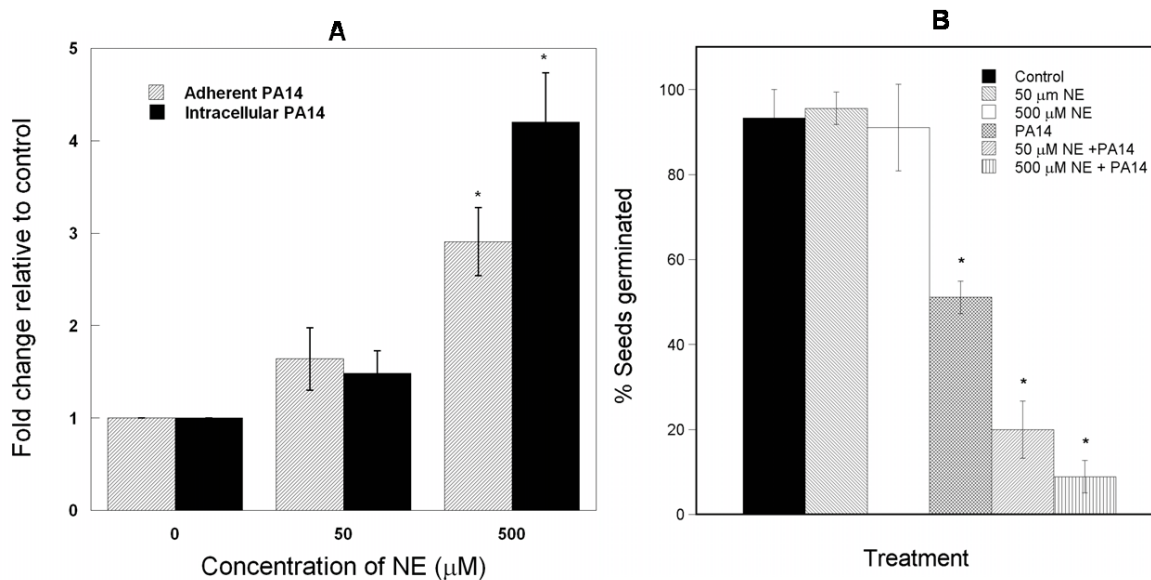 A
Fold change relative to control
5
4
3
2
1
0
Adherent PA14
Intracellular PA14
*
*
0 50 500
Concentration of NE (μM)
B
% Seeds germinated
100
80
60
40
20
0
Control
50 μm NE
500 μM NE
PA14
50 μM NE +PA14
500 μM NE + PA14
*
*
*
Treatment